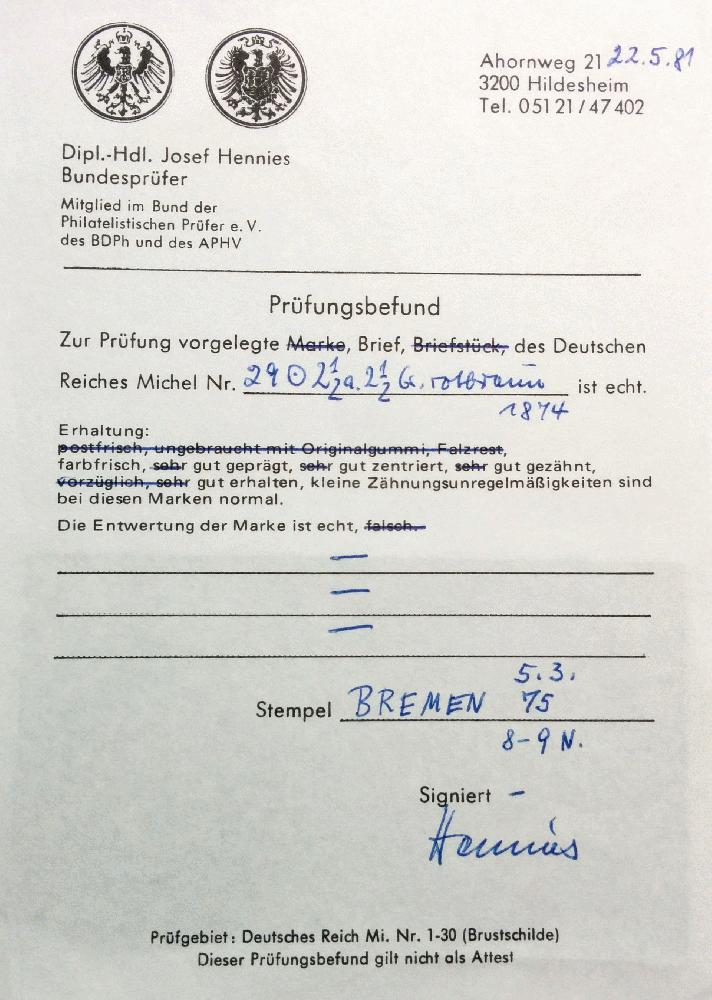 Ahornweg 21 22.5.81
3200 Hildesheim
Tel. 05121/47402
Dipl.-Hdl. Josef Hennies
Bundesprüfer
Mitglied im Bund der
Philatelistischen Prüfer e. V.
des BDPh und des APHV
Prüfungsbefund
Zur Prüfung vorgelegte Marke, Brief, Briefstück, des Deutschen
Reiches Michel Nr. 29 ⊙ 2½ a. 2½ Gr. rotbraun ist echt.
1874
Erhaltung:
postfrisch, ungebraucht mit Originalgummi, Falzrest,
farbfrisch, sehr gut geprägt, sehr gut zentriert, sehr gut gezähnt,
vorzüglich, sehr gut erhalten, kleine Zähnungsunregelmäßigkeiten sind
bei diesen Marken normal.
Die Entwertung der Marke ist echt, falsch.
—
—
—
5.3.
Stempel BREMEN 75
8-9 N.
Signiert –
Hennies
Prüfgebiet: Deutsches Reich Mi. Nr. 1-30 (Brustschilde)
Dieser Prüfungsbefund gilt nicht als Attest